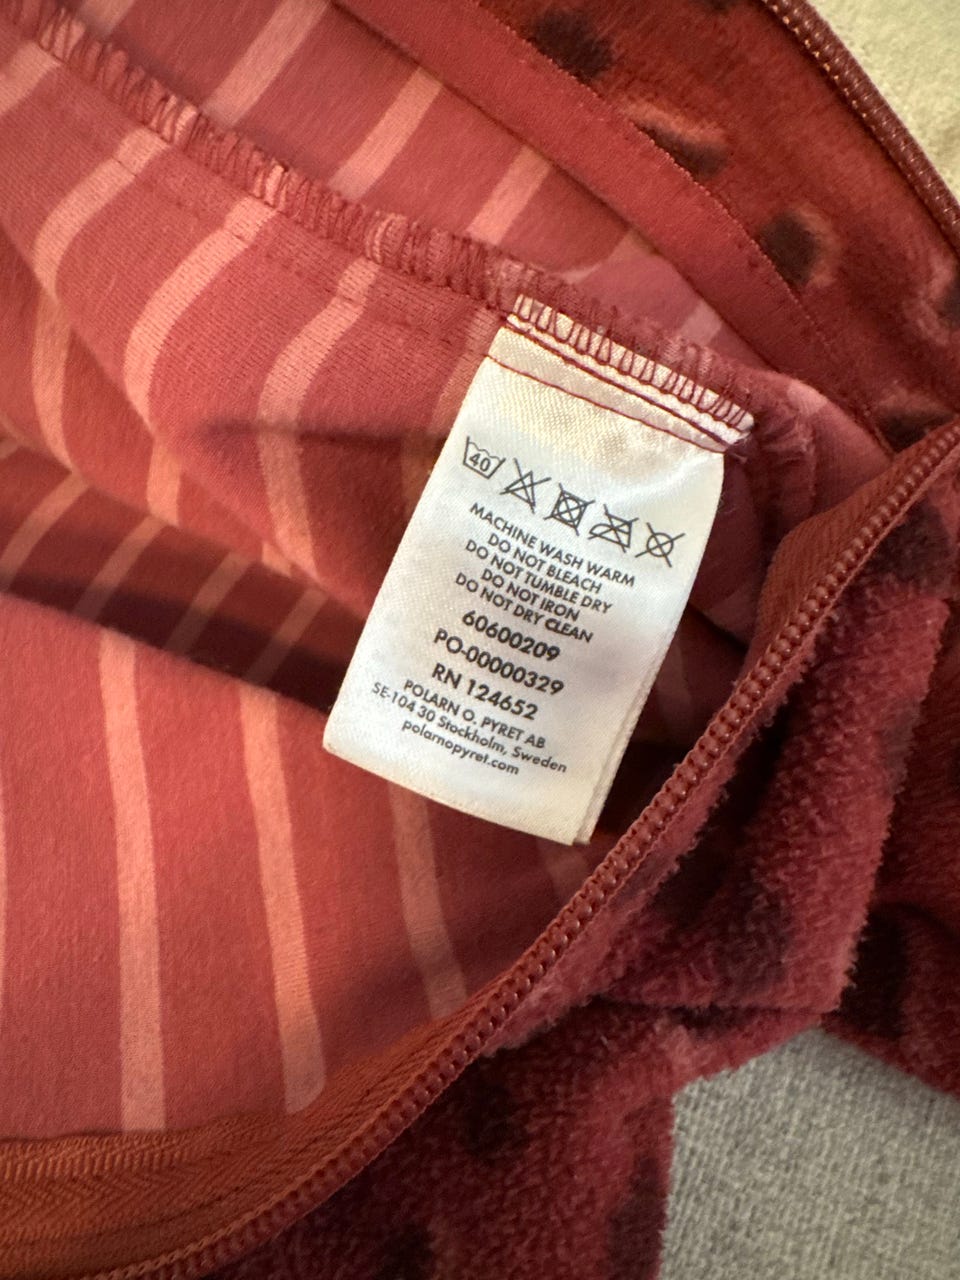 40
MACHINE WASH WARM
DO NOT BLEACH
DO NOT TUMBLE DRY
DO NOT IRON
DO NOT DRY CLEAN
60600209
PO-00000329
RN 124652
POLARN O. PYRET AB
SE-104 30 Stockholm, Sweden
polarnopyret.com